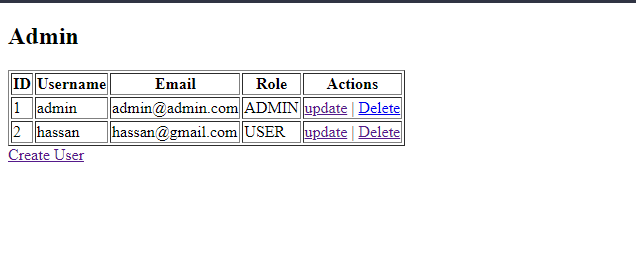 Admin
ID Username Email Role Actions
1 admin admin@admin.com ADMIN update | Delete
2 hassan hassan@gmail.com USER update | Delete
Create User